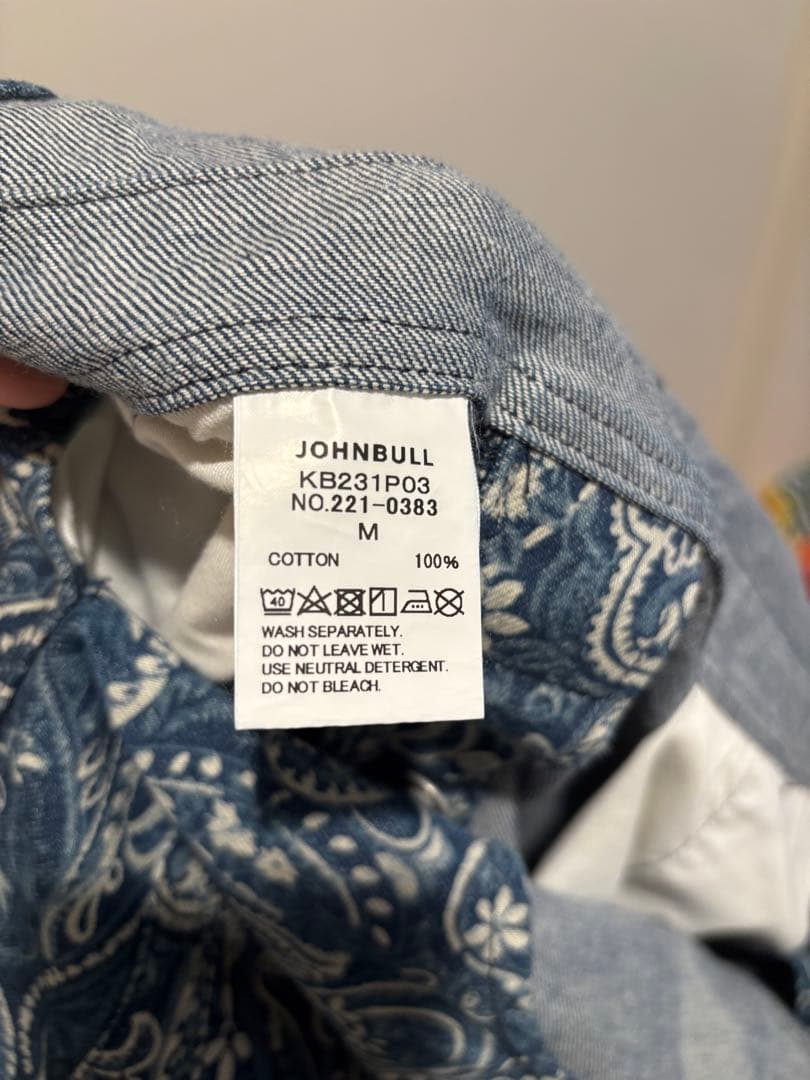 JOHNBULL
KB231P03
NO.221-0383
M
COTTON 100%
40
WASH SEPARATELY.
DO NOT LEAVE WET.
USE NEUTRAL DETERGENT.
DO NOT BLEACH.